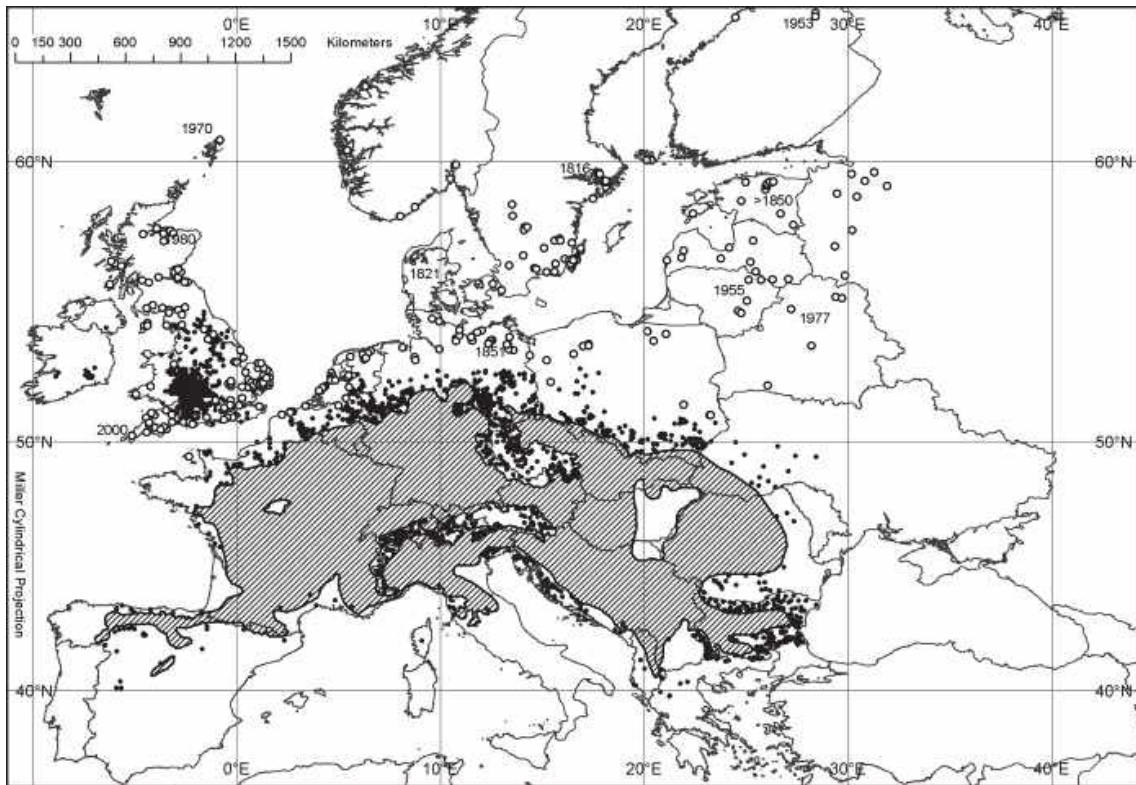 0°E 10°E 20°E 30°E 40°E
0 150 300 600 900 1200 1500 Kilometers
1953
1970
60°N 60°N
1816
>1850
1980
1821
1955
1977
1851
2000
50°N 50°N
Miller Cylindrical Projection
40°N 40°N
0°E 10°E 20°E 30°E 40°E